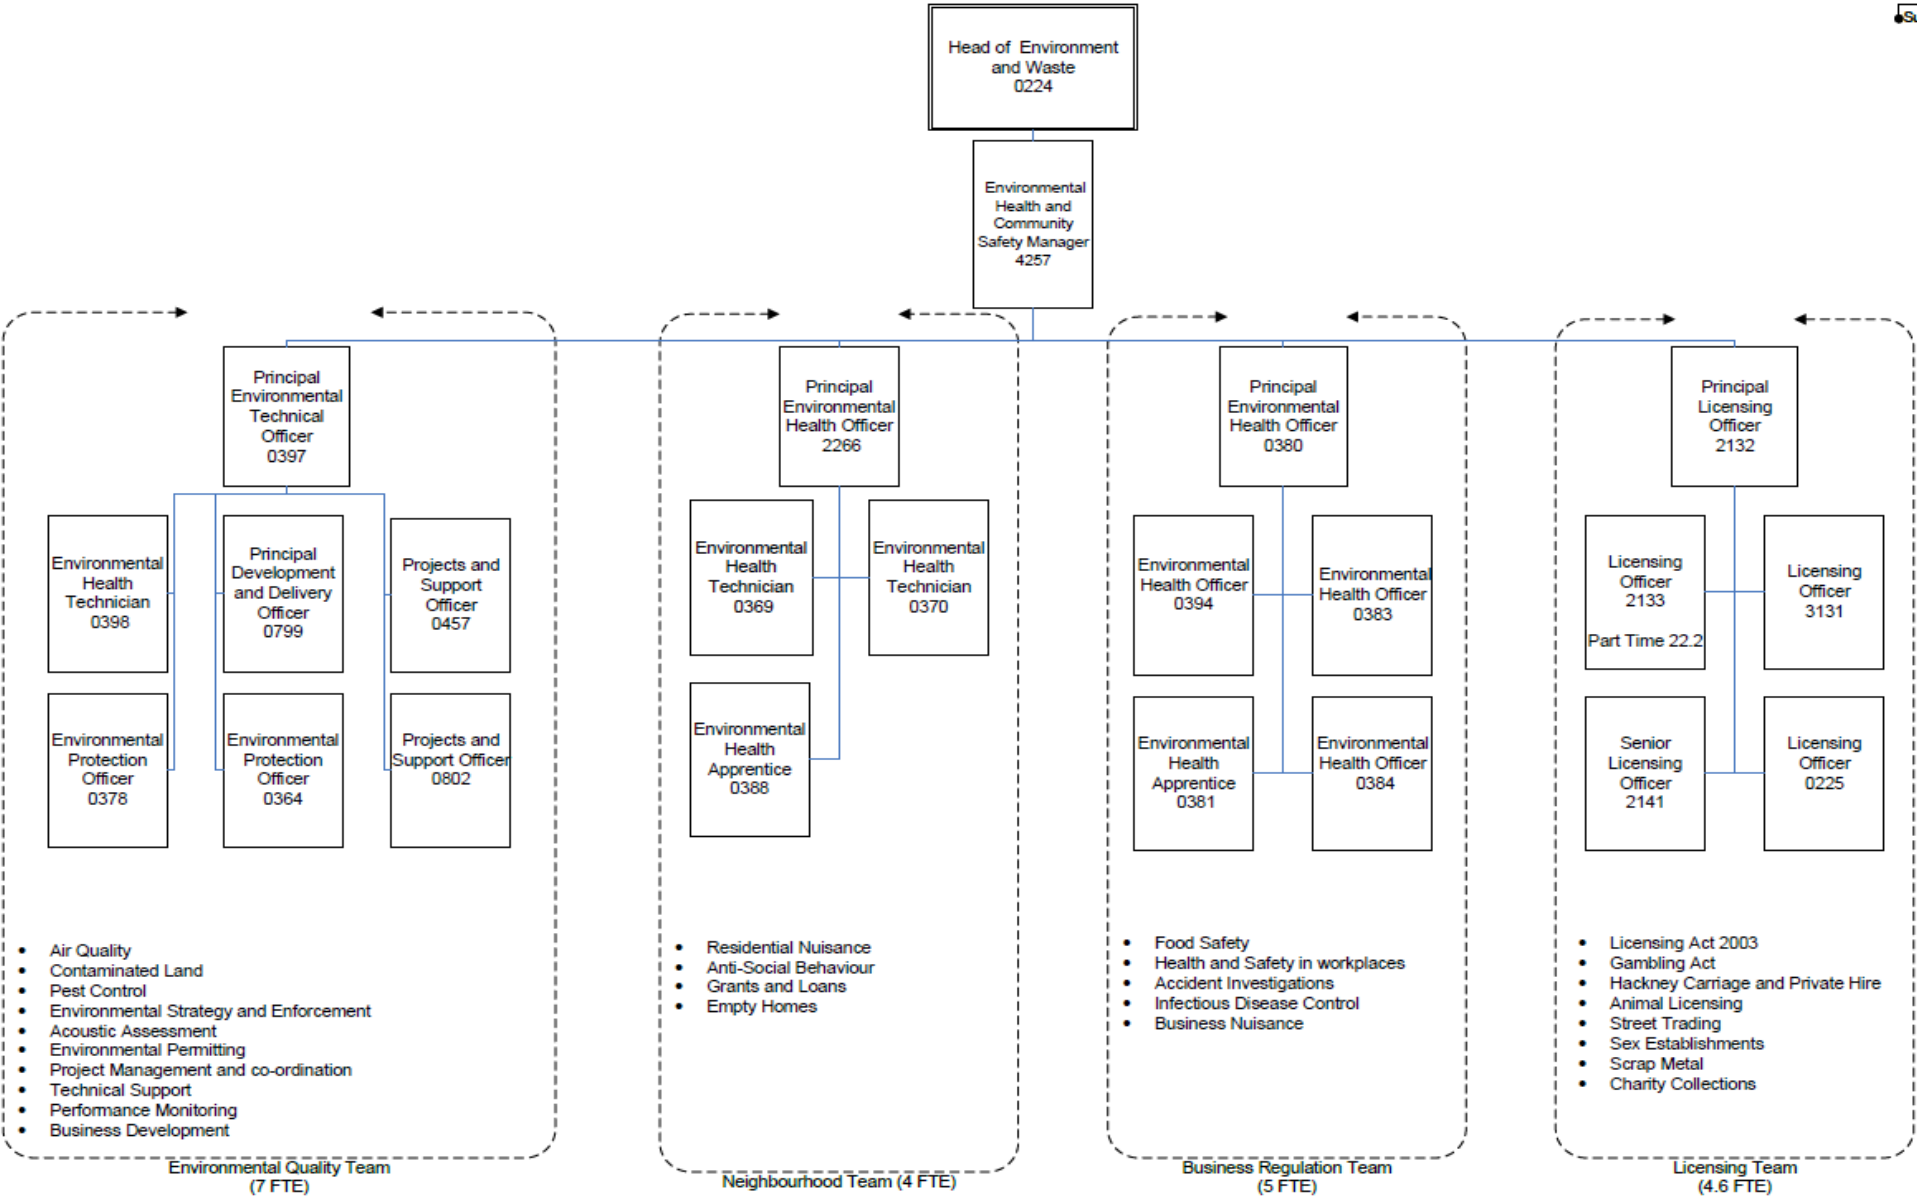 Head of Environment
and Waste
0224
Environmental
Health and
Community
Safety Manager
4257
Principal
Environmental
Technical
Officer
0397
Environmental
Health
Technician
0398
Principal
Development
and Delivery
Officer
0799
Projects and
Support
Officer
0457
Environmental
Protection
Officer
0378
Environmental
Protection
Officer
0364
Projects and
Support Officer
0802
• Air Quality
• Contaminated Land
• Pest Control
• Environmental Strategy and Enforcement
• Acoustic Assessment
• Environmental Permitting
• Project Management and co-ordination
• Technical Support
• Performance Monitoring
• Business Development
Environmental Quality Team
(7 FTE)
Principal
Environmental
Health Officer
2266
Environmental
Health
Technician
0369
Environmental
Health
Technician
0370
Environmental
Health
Apprentice
0388
• Residential Nuisance
• Anti-Social Behaviour
• Grants and Loans
• Empty Homes
Neighbourhood Team (4 FTE)
Principal
Environmental
Health Officer
0380
Environmental
Health Officer
0394
Environmental
Health Officer
0383
Environmental
Health
Apprentice
0381
Environmental
Health Officer
0384
• Food Safety
• Health and Safety in workplaces
• Accident Investigations
• Infectious Disease Control
• Business Nuisance
Business Regulation Team
(5 FTE)
Principal
Licensing
Officer
2132
Licensing
Officer
2133
Part Time 22.2
Licensing
Officer
3131
Senior
Licensing
Officer
2141
Licensing
Officer
0225
• Licensing Act 2003
• Gambling Act
• Hackney Carriage and Private Hire
• Animal Licensing
• Street Trading
• Sex Establishments
• Scrap Metal
• Charity Collections
Licensing Team
(4.6 FTE)